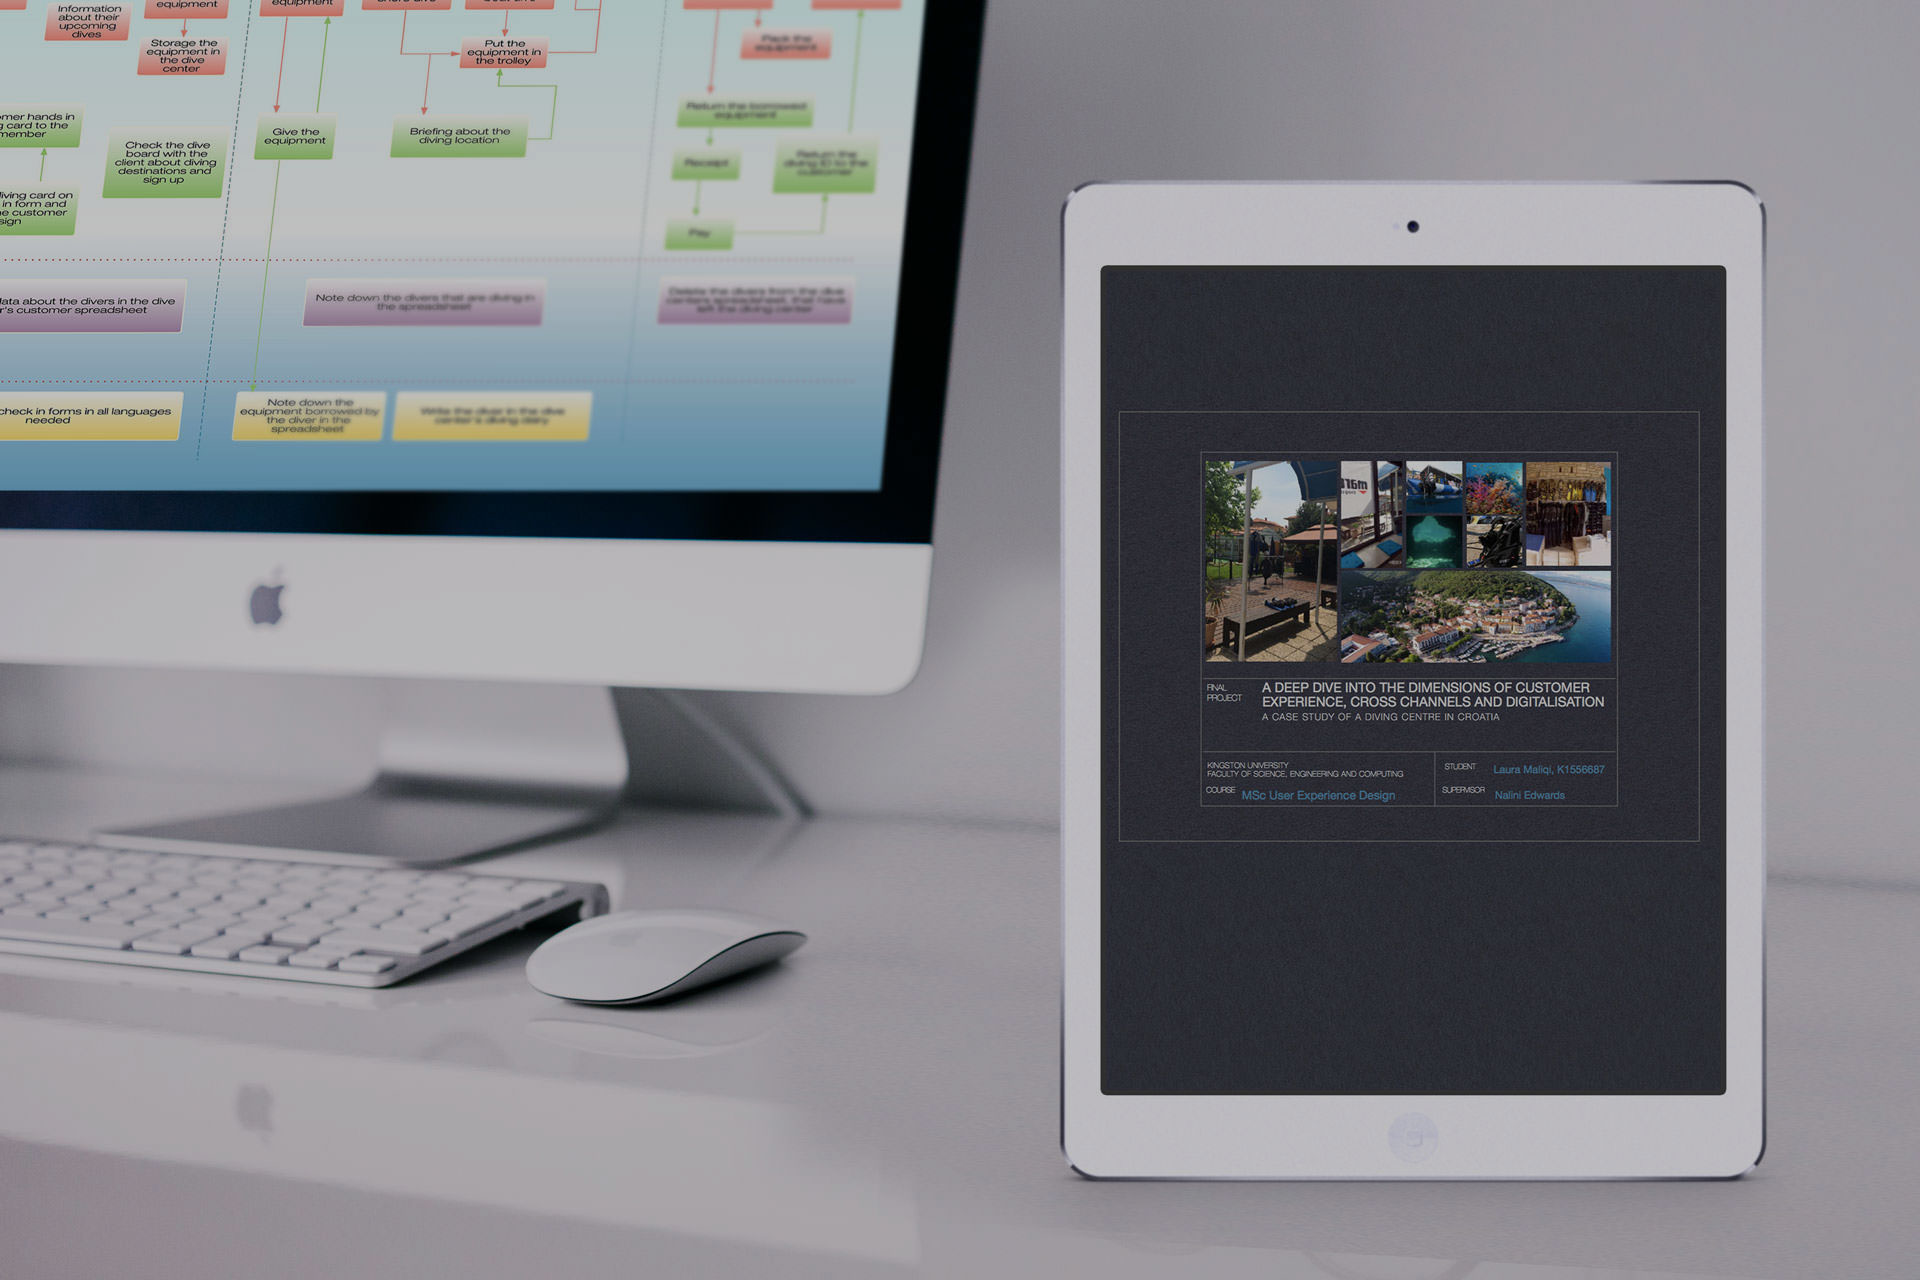 equipment
Information
about their
upcoming
dives
Storage the
equipment in
the dive
center
equipment
Put the
equipment in
the trolley
Pack the
equipment
Return the borrowed
equipment
hands in
card to the
Check the dive
board with the
client about diving
destinations and
sign up
Give the
equipment
Briefing about the
diving location
Receipt
Return the
diving ID to the
customer
card on
in form and
customer
sign
Pay
about the divers in the dive
customer spreadsheet
Note down the divers that are diving in
the spreadsheet
Delete the divers from the dive
centers spreadsheet, that have
left the diving center
check in forms in all languages
needed
Note down the
equipment borrowed by
the diver in the
spreadsheet
Write the diver in the dive
center's diving diary
FINAL
PROJECT
A DEEP DIVE INTO THE DIMENSIONS OF CUSTOMER
EXPERIENCE, CROSS CHANNELS AND DIGITALISATION
A CASE STUDY OF A DIVING CENTRE IN CROATIA
KINGSTON UNIVERSITY
FACULTY OF SCIENCE, ENGINEERING AND COMPUTING
COURSE MSc User Experience Design
STUDENT Laura Maliqi, K1556687
SUPERVISOR Nalini Edwards